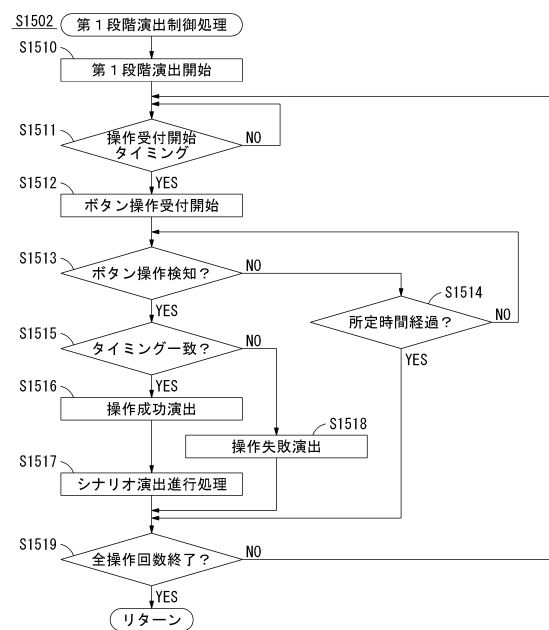 S1502
第１段階演出制御処理
S1510
第１段階演出開始
S1511
操作受付開始
タイミング
NO
YES
S1512
ボタン操作受付開始
S1513
ボタン操作検知？
NO
YES
S1514
所定時間経過？
NO
YES
S1515
タイミング一致？
NO
YES
S1516
操作成功演出
S1518
操作失敗演出
S1517
シナリオ演出進行処理
S1519
全操作回数終了？
NO
YES
リターン